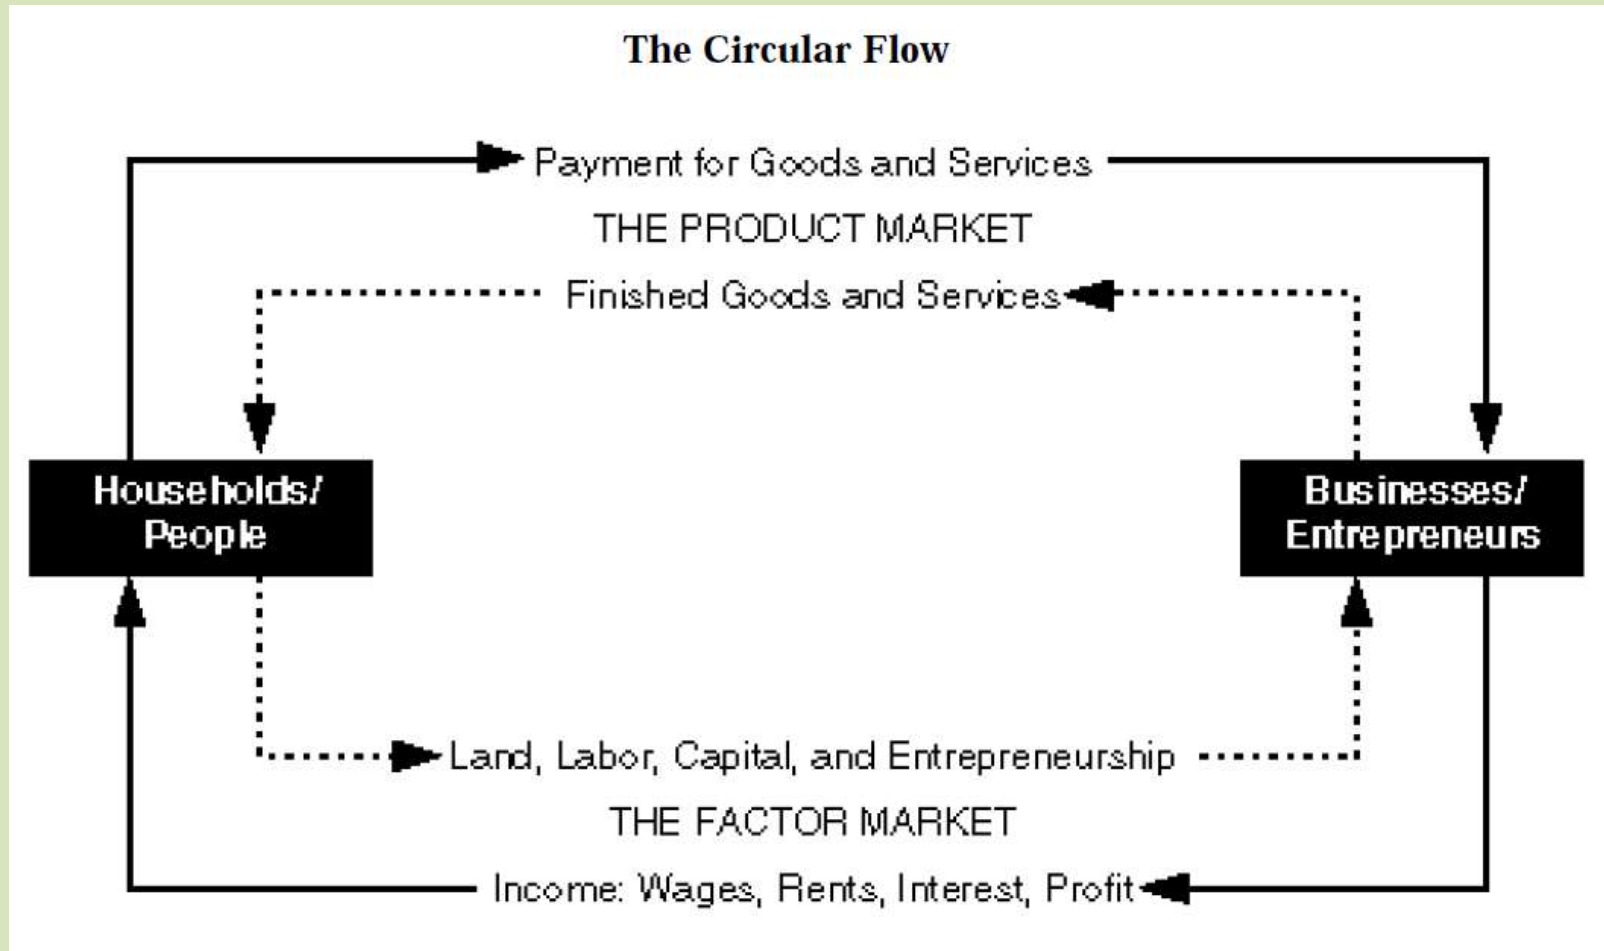 The Circular Flow
Payment for Goods and Services
THE PRODUCT MARKET
Finished Goods and Services
Households/
People
Businesses/
Entrepreneurs
Land, Labor, Capital, and Entrepreneurship
THE FACTOR MARKET
Income: Wages, Rents, Interest, Profit